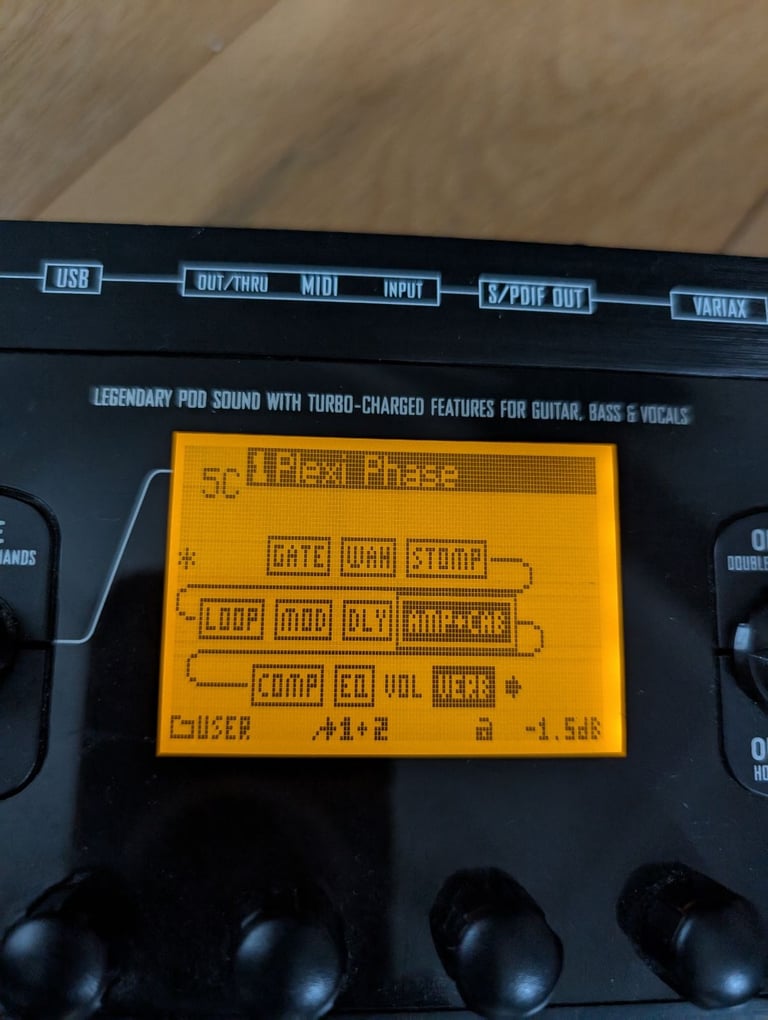 USB OUT/THRU MIDI INPUT S/PDIF OUT VARIAX
LEGENDARY POD SOUND WITH TURBO-CHARGED FEATURES FOR GUITAR, BASS & VOCALS
5C Plexi Phase
* GATE WAH STOMP
LOOP MOD DLY AMP+CAB
COMP EQ VOL VERB
USER 1+2 a -1.5dB
HANDS
DOUBLE